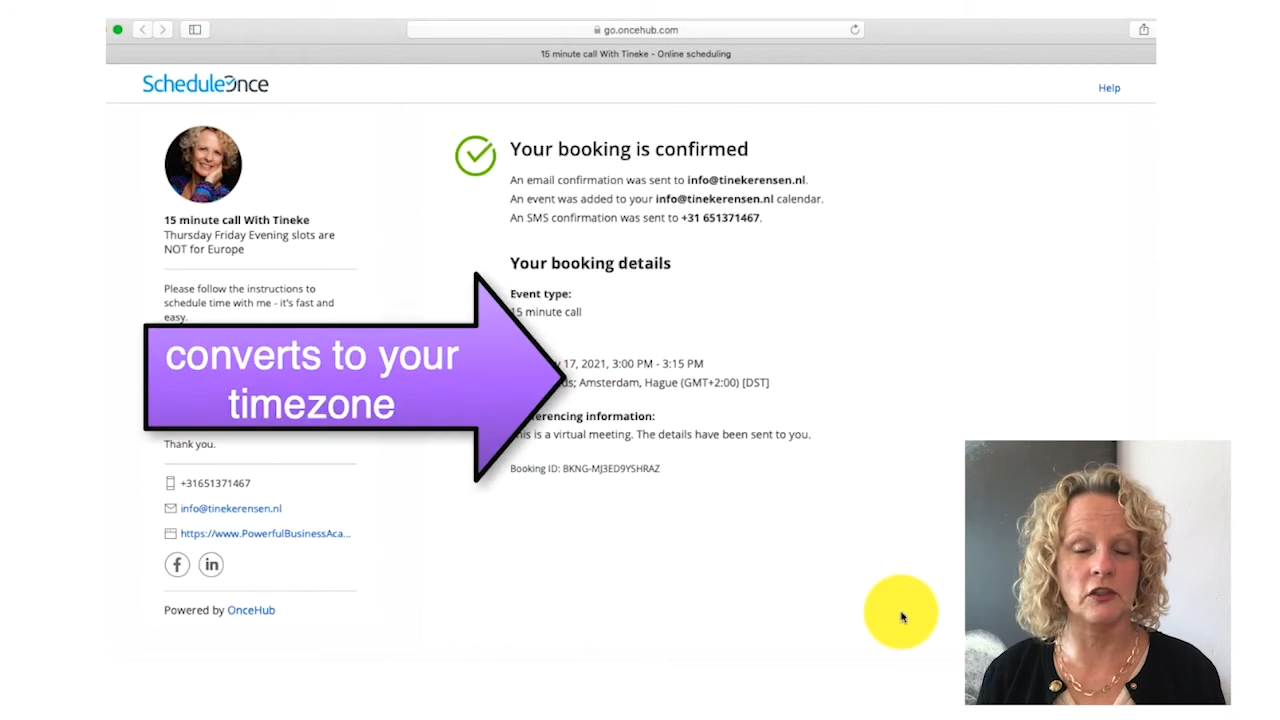 go.oncehub.com
15 minute call With Tineke - Online scheduling
ScheduleOnce
Help
15 minute call With Tineke
Thursday Friday Evening slots are
NOT for Europe
Please follow the instructions to
schedule time with me - it's fast and
easy.
converts to your
timezone
Thank you.
+31651371467
info@tinekerensen.nl
https://www.PowerfulBusinessAca...
f
in
Powered by OnceHub
Your booking is confirmed
An email confirmation was sent to info@tinekerensen.nl.
An event was added to your info@tinekerensen.nl calendar.
An SMS confirmation was sent to +31 651371467.
Your booking details
Event type:
15 minute call
17, 2021, 3:00 PM - 3:15 PM
Amsterdam, Hague (GMT+2:00) [DST]
information:
is a virtual meeting. The details have been sent to you.
Booking ID: BKNG-MJ3ED9YSHRAZ